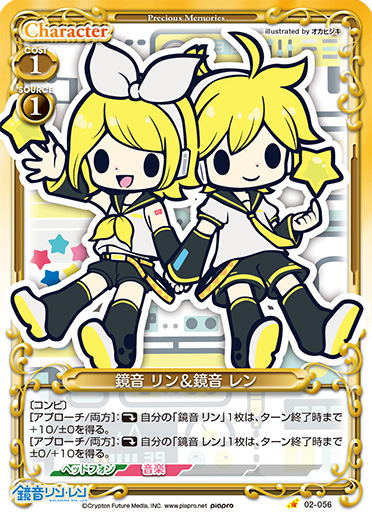 Precious Memories
Character
illustrated by オカヒジキ
COST
1
SOURCE
1
02
鏡音 リン&鏡音 レン
[コンビ]
[アプローチ/両方]: 自分の「鏡音 リン」1枚は、ターン終了時まで
+10/±0を得る。
[アプローチ/両方]: 自分の「鏡音 レン」1枚は、ターン終了時まで
±0/+10を得る。
ヘッドフォン 音楽
鏡音リン・レン
KAGAMINE RIN/LEN
02-056
©Crypton Future Media, INC. www.piapro.net piapro